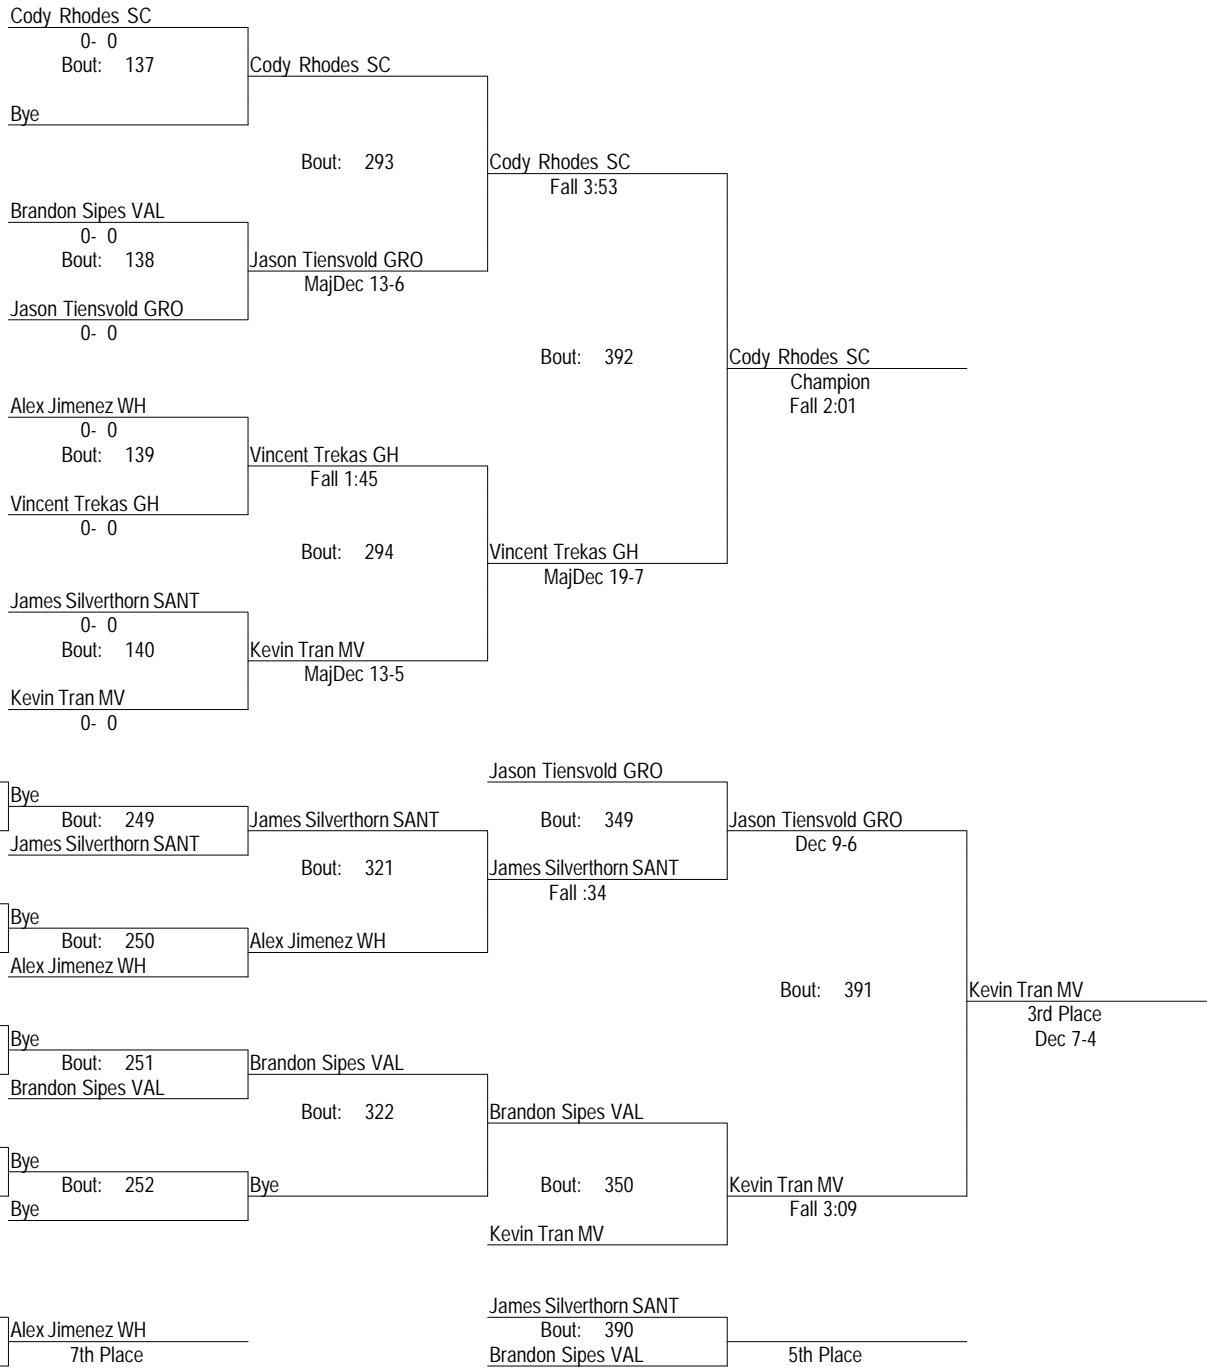 Cody Rhodes SC
0- 0
Bout: 137
Cody Rhodes SC
Bye
Bout: 293
Cody Rhodes SC
Fall 3:53
Brandon Sipes VAL
0- 0
Bout: 138
Jason Tiensvold GRO
MajDec 13-6
Jason Tiensvold GRO
0- 0
Bout: 392
Cody Rhodes SC
Champion
Fall 2:01
Alex Jimenez WH
0- 0
Bout: 139
Vincent Trekas GH
Fall 1:45
Vincent Trekas GH
0- 0
Bout: 294
Vincent Trekas GH
MajDec 19-7
James Silverthorn SANT
0- 0
Bout: 140
Kevin Tran MV
MajDec 13-5
Kevin Tran MV
0- 0
Jason Tiensvold GRO
Bye
Bout: 249
James Silverthorn SANT
James Silverthorn SANT
Bout: 349
Jason Tiensvold GRO
Dec 9-6
Bout: 321
James Silverthorn SANT
Fall :34
Bye
Bout: 250
Alex Jimenez WH
Alex Jimenez WH
Bout: 391
Kevin Tran MV
3rd Place
Dec 7-4
Bye
Bout: 251
Brandon Sipes VAL
Brandon Sipes VAL
Bout: 322
Brandon Sipes VAL
Bye
Bout: 252
Bye
Bye
Bout: 350
Kevin Tran MV
Fall 3:09
Kevin Tran MV
James Silverthorn SANT
Alex Jimenez WH
7th Place
Bout: 390
Brandon Sipes VAL
5th Place